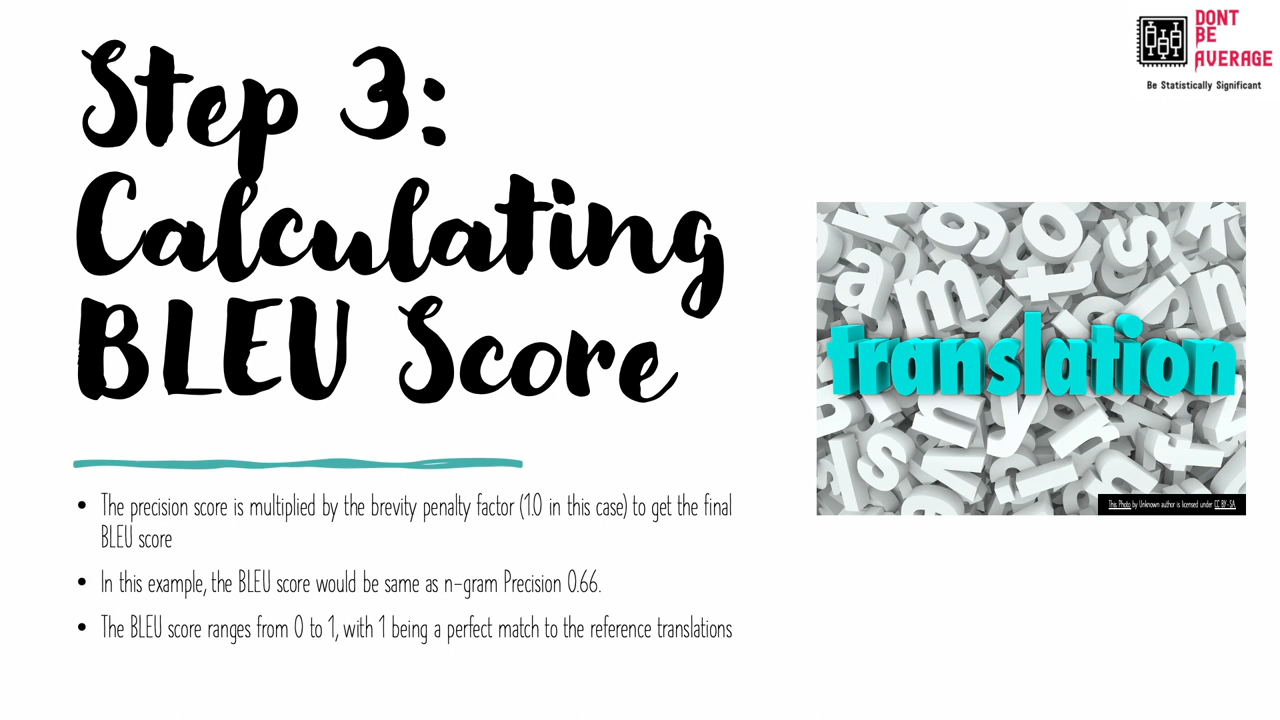 DONT
BE
AVERAGE
Be Statistically Significant
Step 3:
Calculating
BLEU Score
translation
This Photo by Unknown author is licensed under CC BY-SA.
• The precision score is multiplied by the brevity penalty factor (1.0 in this case) to get the final
BLEU score
• In this example, the BLEU score would be same as n-gram Precision 0.66.
• The BLEU score ranges from 0 to 1, with 1 being a perfect match to the reference translations